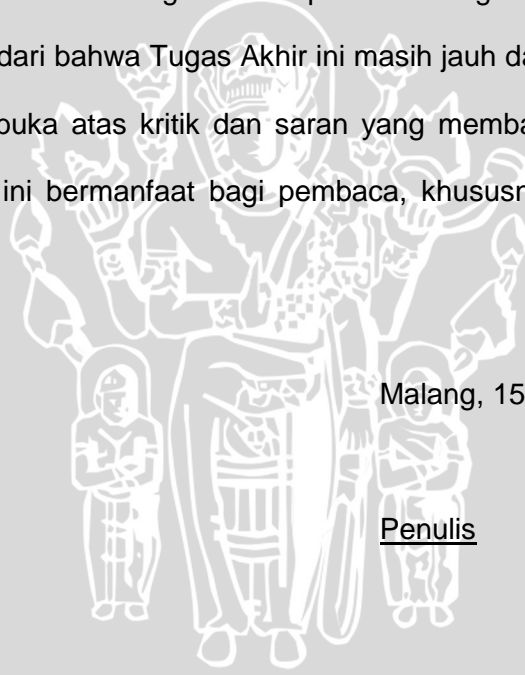 dari bahwa Tugas Akhir ini masih jauh da
buka atas kritik dan saran yang memba
ini bermanfaat bagi pembaca, khususn
Malang, 15
Penulis